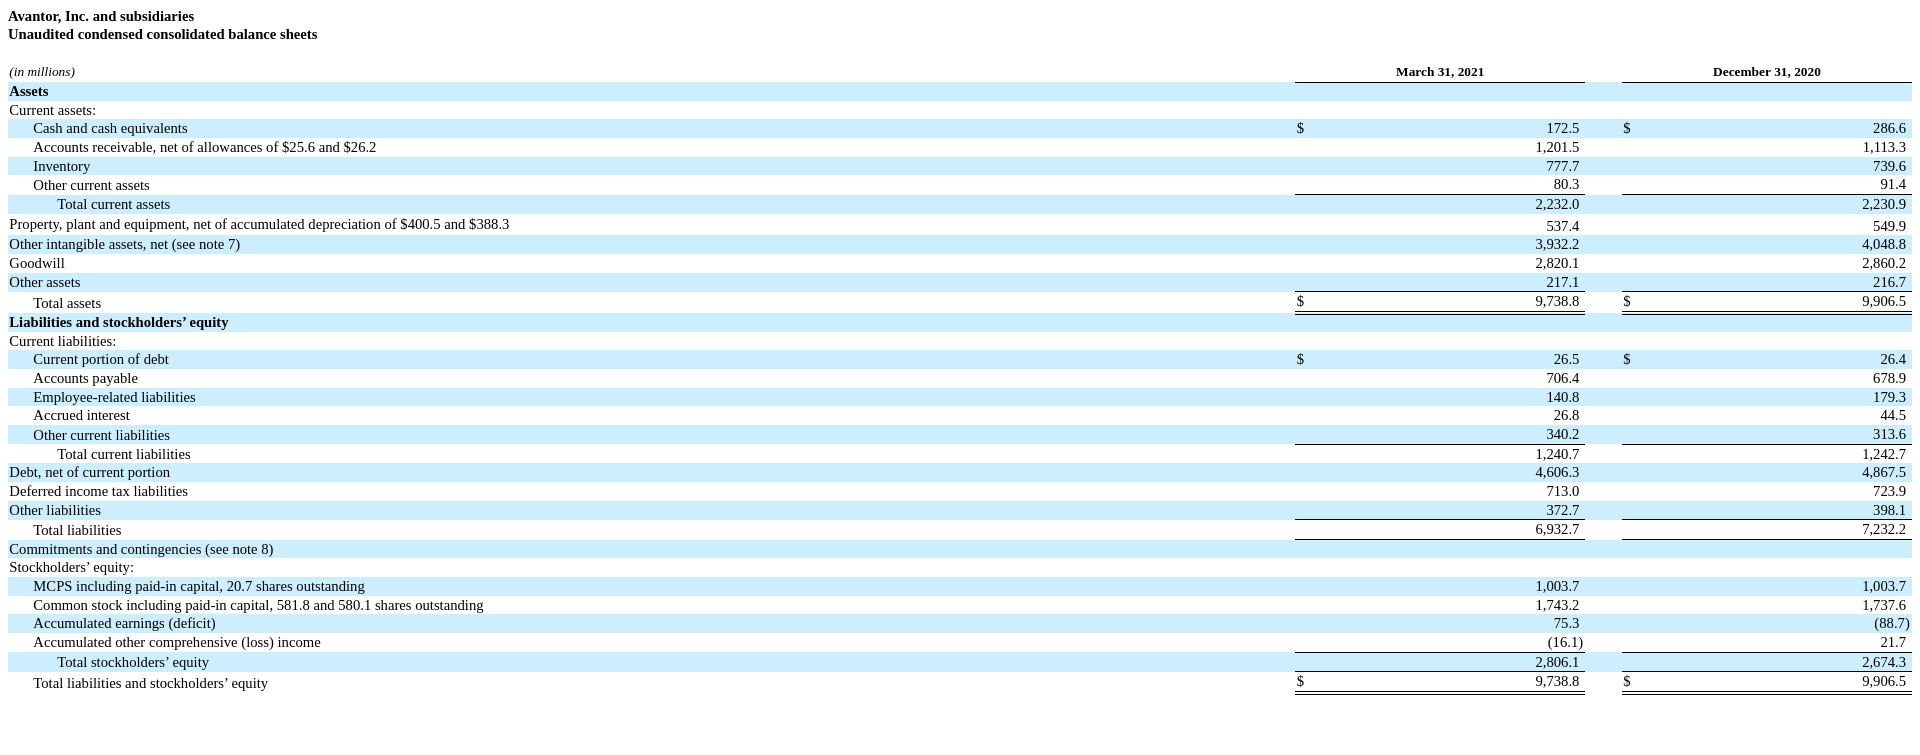 Avantor, Inc. and subsidiaries
Unaudited condensed consolidated balance sheets
(in millions) March 31, 2021 December 31, 2020
Assets
Current assets:
Cash and cash equivalents $ 172.5 $ 286.6
Accounts receivable, net of allowances of $25.6 and $26.2 1,201.5 1,113.3
Inventory 777.7 739.6
Other current assets 80.3 91.4
Total current assets 2,232.0 2,230.9
Property, plant and equipment, net of accumulated depreciation of $400.5 and $388.3 537.4 549.9
Other intangible assets, net (see note 7) 3,932.2 4,048.8
Goodwill 2,820.1 2,860.2
Other assets 217.1 216.7
Total assets $ 9,738.8 $ 9,906.5
Liabilities and stockholders’ equity
Current liabilities:
Current portion of debt $ 26.5 $ 26.4
Accounts payable 706.4 678.9
Employee-related liabilities 140.8 179.3
Accrued interest 26.8 44.5
Other current liabilities 340.2 313.6
Total current liabilities 1,240.7 1,242.7
Debt, net of current portion 4,606.3 4,867.5
Deferred income tax liabilities 713.0 723.9
Other liabilities 372.7 398.1
Total liabilities 6,932.7 7,232.2
Commitments and contingencies (see note 8)
Stockholders’ equity:
MCPS including paid-in capital, 20.7 shares outstanding 1,003.7 1,003.7
Common stock including paid-in capital, 581.8 and 580.1 shares outstanding 1,743.2 1,737.6
Accumulated earnings (deficit) 75.3 (88.7)
Accumulated other comprehensive (loss) income (16.1) 21.7
Total stockholders’ equity 2,806.1 2,674.3
Total liabilities and stockholders’ equity $ 9,738.8 $ 9,906.5